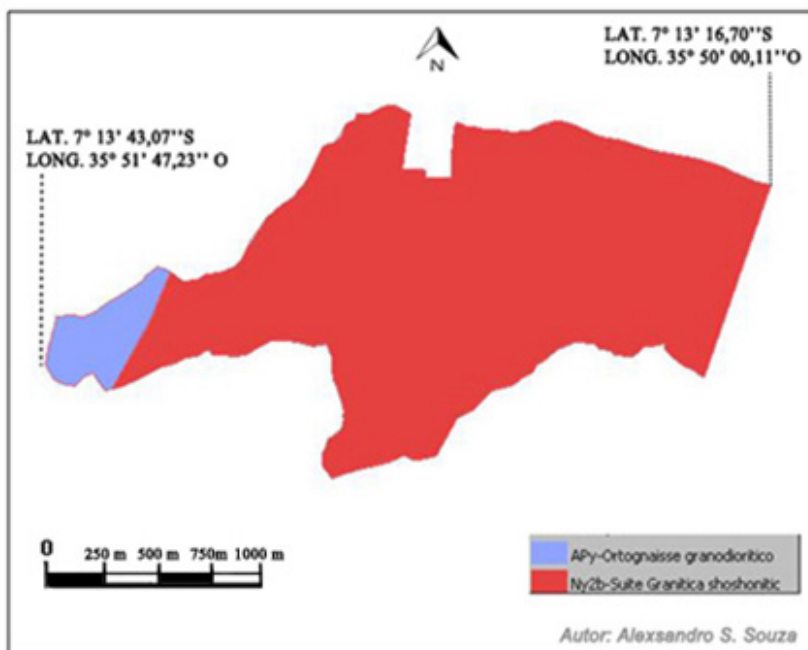 LAT. 7° 13' 16,70''S
LONG. 35° 50' 00,11''O
N
LAT. 7° 13' 43,07''S
LONG. 35° 51' 47,23'' O
0 250 m 500 m 750m 1000 m
APy-Ortognaisse granodioritico
Ny2b-Suite Granitica shoshonitic
Autor: Alexsandro S. Souza